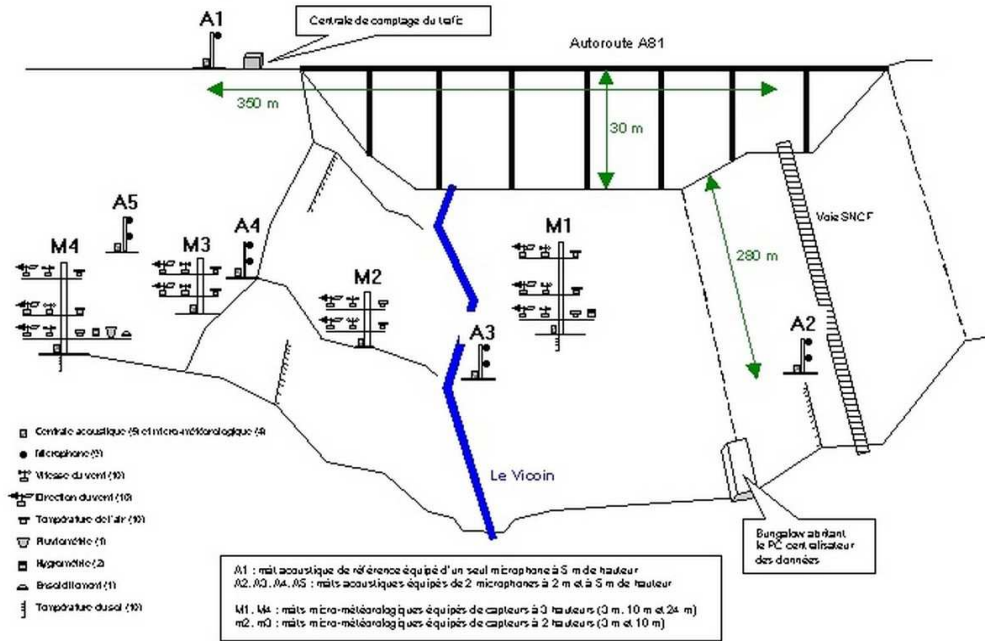 A1
Centrale de comptage du trafic
Autoroute A81
350 m
30 m
A5
M4
M3
A4
M2
M1
A3
280 m
A2
Voie SNCF
Centrale acoustique (5) et micro-météorologique (4)
Microphone (9)
Vitesse du vent (10)
Direction du vent (10)
Température de l'air (10)
Pluviométrie (1)
Hygrométrie (2)
Ensoleillement (1)
Température du sol (10)
Le Vicoin
Bungalow abritant
le PC centralisateur
des données
A1 : mât acoustique de référence équipé d'un seul microphone à 5 m de hauteur
A2, A3, A4, A5 : mâts acoustiques équipés de 2 microphones à 2 m et à 5 m de hauteur
M1, M4 : mâts micro-météorologiques équipés de capteurs à 3 hauteurs (3 m, 10 m et 24 m)
m2, m3 : mâts micro-météorologiques équipés de capteurs à 2 hauteurs (3 m et 10 m)